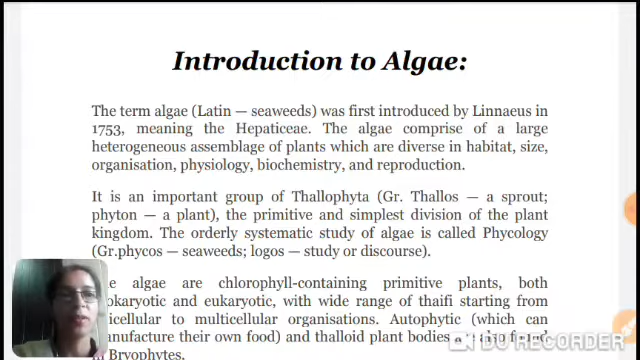 Introduction to Algae:
The term algae (Latin — seaweeds) was first introduced by Linnaeus in
1753, meaning the Hepaticeae. The algae comprise of a large
heterogeneous assemblage of plants which are diverse in habitat, size,
organisation, physiology, biochemistry, and reproduction.
It is an important group of Thallophyta (Gr. Thallos — a sprout;
phyton — a plant), the primitive and simplest division of the plant
kingdom. The orderly systematic study of algae is called Phycology
(Gr.phycos — seaweeds; logos — study or discourse).
algae are chlorophyll-containing primitive plants, both
and eukaryotic, with wide range of thaifi starting from
to multicellular organisations. Autophytic (which can
their own food) and thalloid plant bodies are also found
Bryophytes.
DU RECORDER